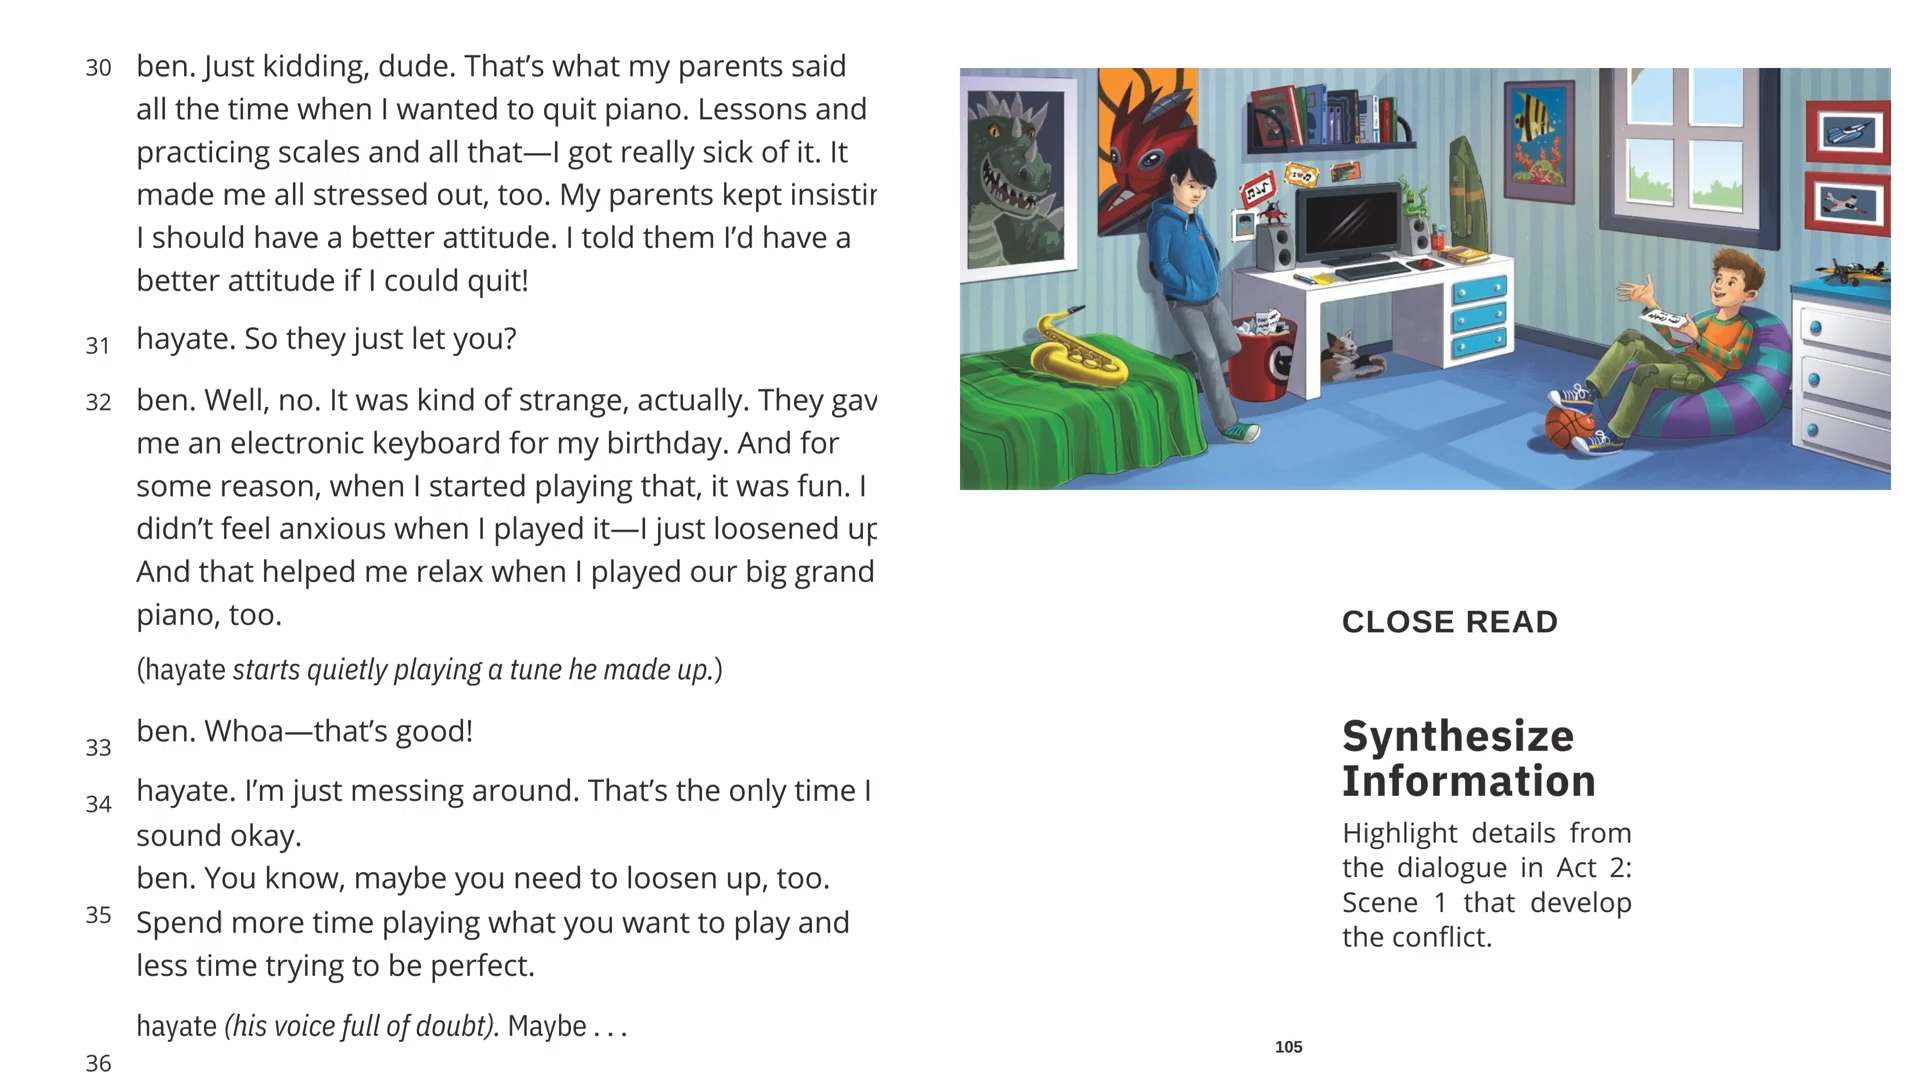 30 ben. Just kidding, dude. That’s what my parents said
all the time when I wanted to quit piano. Lessons and
practicing scales and all that—I got really sick of it. It
made me all stressed out, too. My parents kept insistin
I should have a better attitude. I told them I’d have a
better attitude if I could quit!
31 hayate. So they just let you?
32 ben. Well, no. It was kind of strange, actually. They gav
me an electronic keyboard for my birthday. And for
some reason, when I started playing that, it was fun. I
didn’t feel anxious when I played it—I just loosened up
And that helped me relax when I played our big grand
piano, too.
(hayate starts quietly playing a tune he made up.)
33 ben. Whoa—that’s good!
34 hayate. I’m just messing around. That’s the only time I
sound okay.
ben. You know, maybe you need to loosen up, too.
35 Spend more time playing what you want to play and
less time trying to be perfect.
hayate (his voice full of doubt). Maybe . . .
36
CLOSE READ
Synthesize
Information
Highlight details from
the dialogue in Act 2:
Scene 1 that develop
the conflict.
105